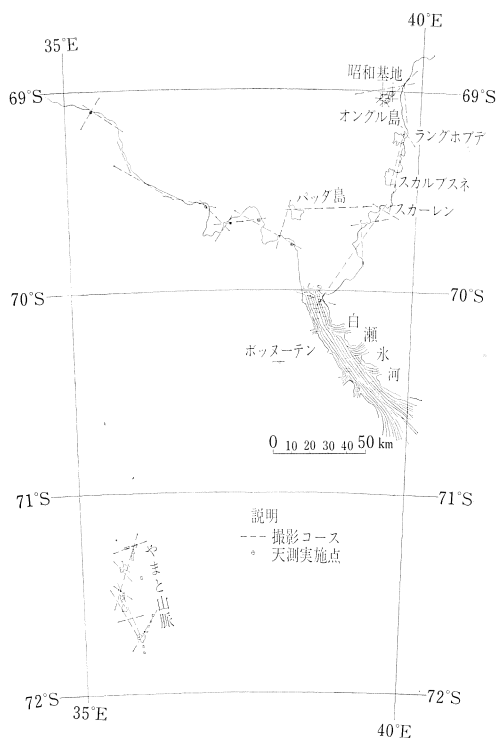 40°E
35°E
昭和基地
69°S
69°S
オングル島
ラングホブデ
スカルブスネ
パッダ島
スカーレン
70°S
70°S
白瀬氷河
ボッヌーテン
0 10 20 30 40 50 km
71°S
71°S
説明
--- 撮影コース
○ 天測実施点
やまと山脈
72°S
72°S
35°E
40°E